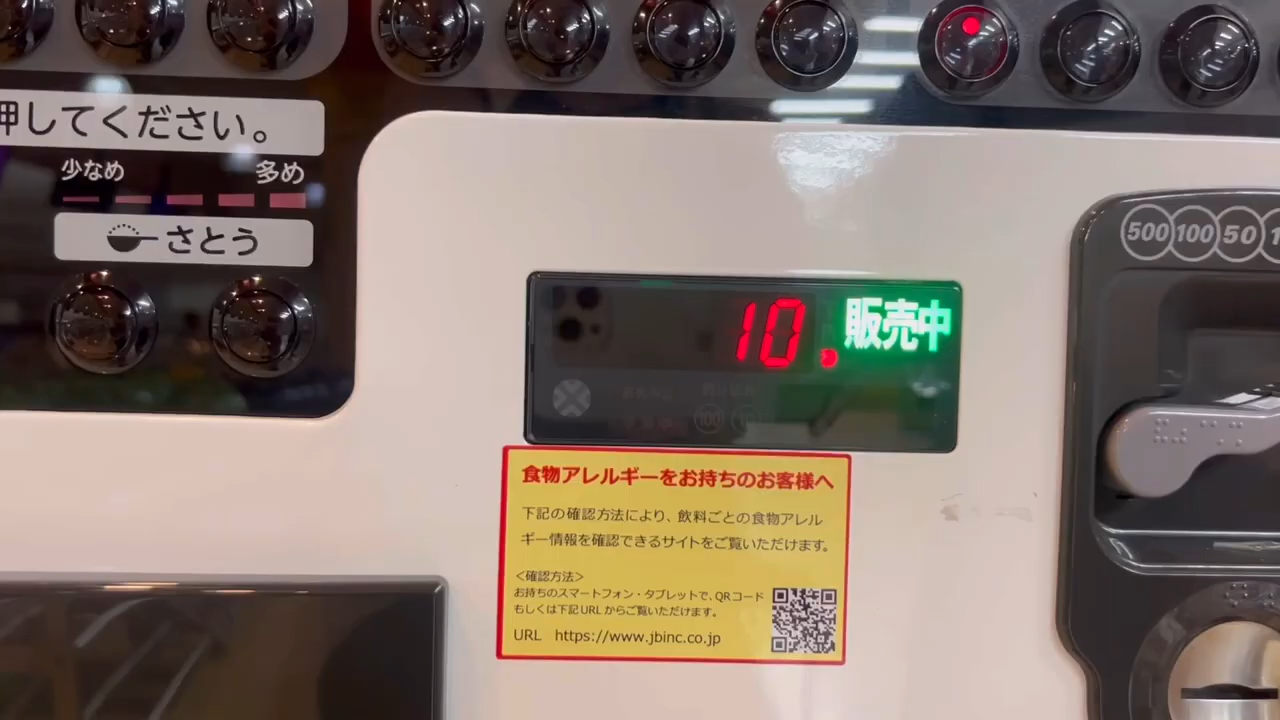 押してください。
少なめ 多め
さとう
500 100 50
10.
販売中
100
食物アレルギーをお持ちのお客様へ
下記の確認方法により、飲料ごとの食物アレル
ギー情報を確認できるサイトをご覧いただけます。
<確認方法>
お持ちのスマートフォン・タブレットで、QRコード
もしくは下記URLからご覧いただけます。
URL https://www.jbinc.co.jp